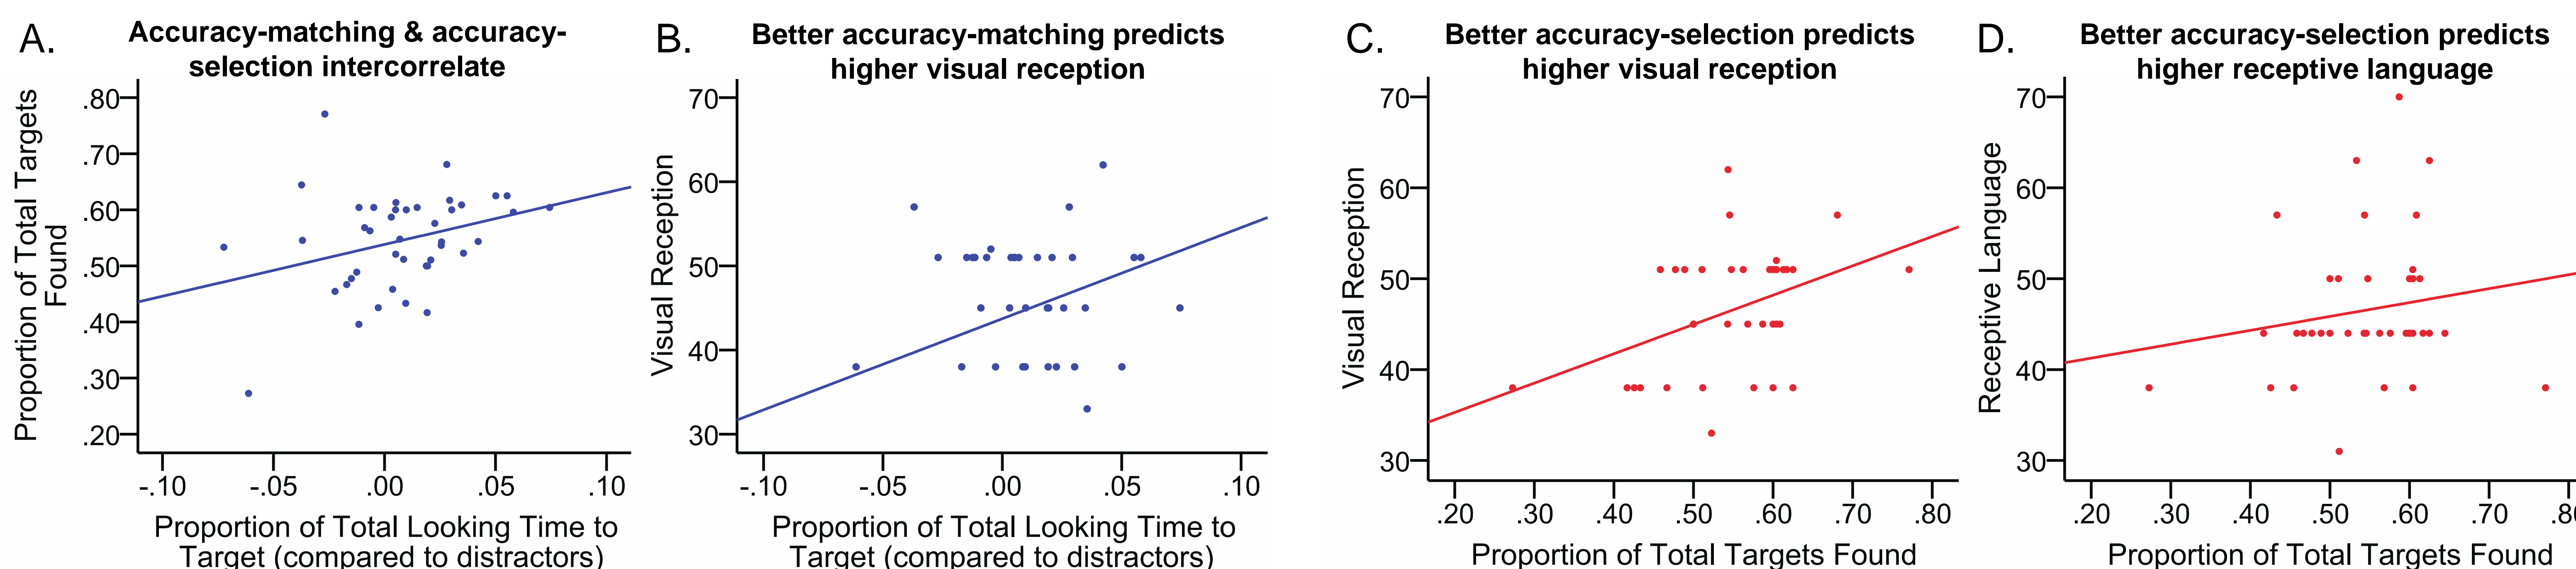 A.
Accuracy-matching & accuracy-
selection intercorrelate
Proportion of Total Targets
Found
.80
.70
.60
.50
.40
.30
.20
-.10 -.05 .00 .05 .10
Proportion of Total Looking Time to
Target (compared to distractors)
B.
Better accuracy-matching predicts
higher visual reception
Visual Reception
70
60
50
40
30
-.10 -.05 .00 .05 .10
Proportion of Total Looking Time to
Target (compared to distractors)
C.
Better accuracy-selection predicts
higher visual reception
Visual Reception
70
60
50
40
30
.20 .30 .40 .50 .60 .70 .80
Proportion of Total Targets Found
D.
Better accuracy-selection predicts
higher receptive language
Receptive Language
70
60
50
40
30
.20 .30 .40 .50 .60 .70 .8
Proportion of Total Targets Found